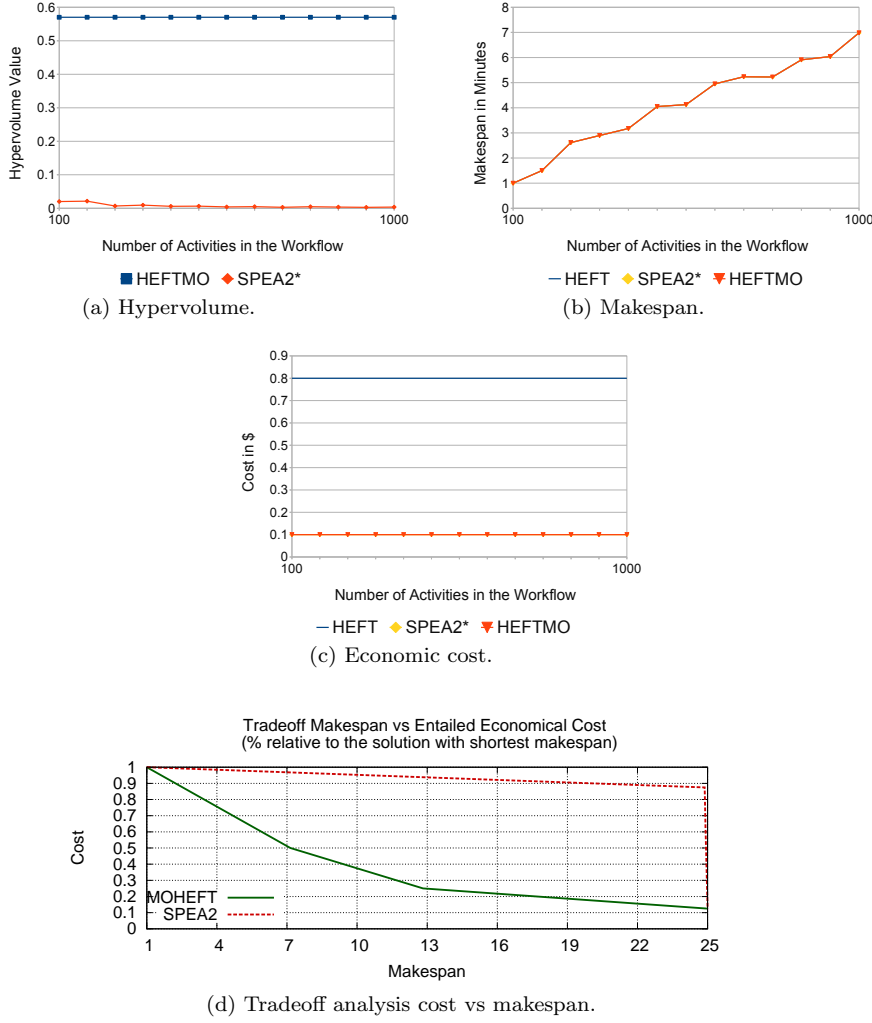 0.6
0.5
0.4
0.3
0.2
0.1
0
Hypervolume Value
100
1000
Number of Activities in the Workflow
HEFTMO SPEA2*
(a) Hypervolume.
8
7
6
5
4
3
2
1
0
Makespan in Minutes
100
1000
Number of Activities in the Workflow
HEFT SPEA2* HEFTMO
(b) Makespan.
0.9
0.8
0.7
0.6
0.5
0.4
0.3
0.2
0.1
0
Cost in $
100
1000
Number of Activities in the Workflow
HEFT SPEA2* HEFTMO
(c) Economic cost.
Tradeoff Makespan vs Entailed Economical Cost
(% relative to the solution with shortest makespan)
1
0.9
0.8
0.7
0.6
0.5
0.4
0.3
0.2
0.1
0
Cost
MOHEFT
SPEA2
1 4 7 10 13 16 19 22 25
Makespan
(d) Tradeoff analysis cost vs makespan.